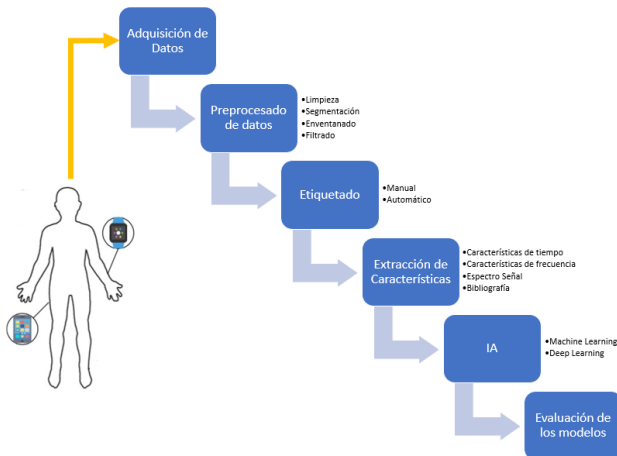 Adquisición de
Datos
Preprocesado
de datos
•Limpieza
•Segmentación
•Enventanado
•Filtrado
Etiquetado
•Manual
•Automático
Extracción de
Características
•Características de tiempo
•Características de frecuencia
•Espectro Señal
•Bibliografía
IA
•Machine Learning
•Deep Learning
Evaluación de
los modelos